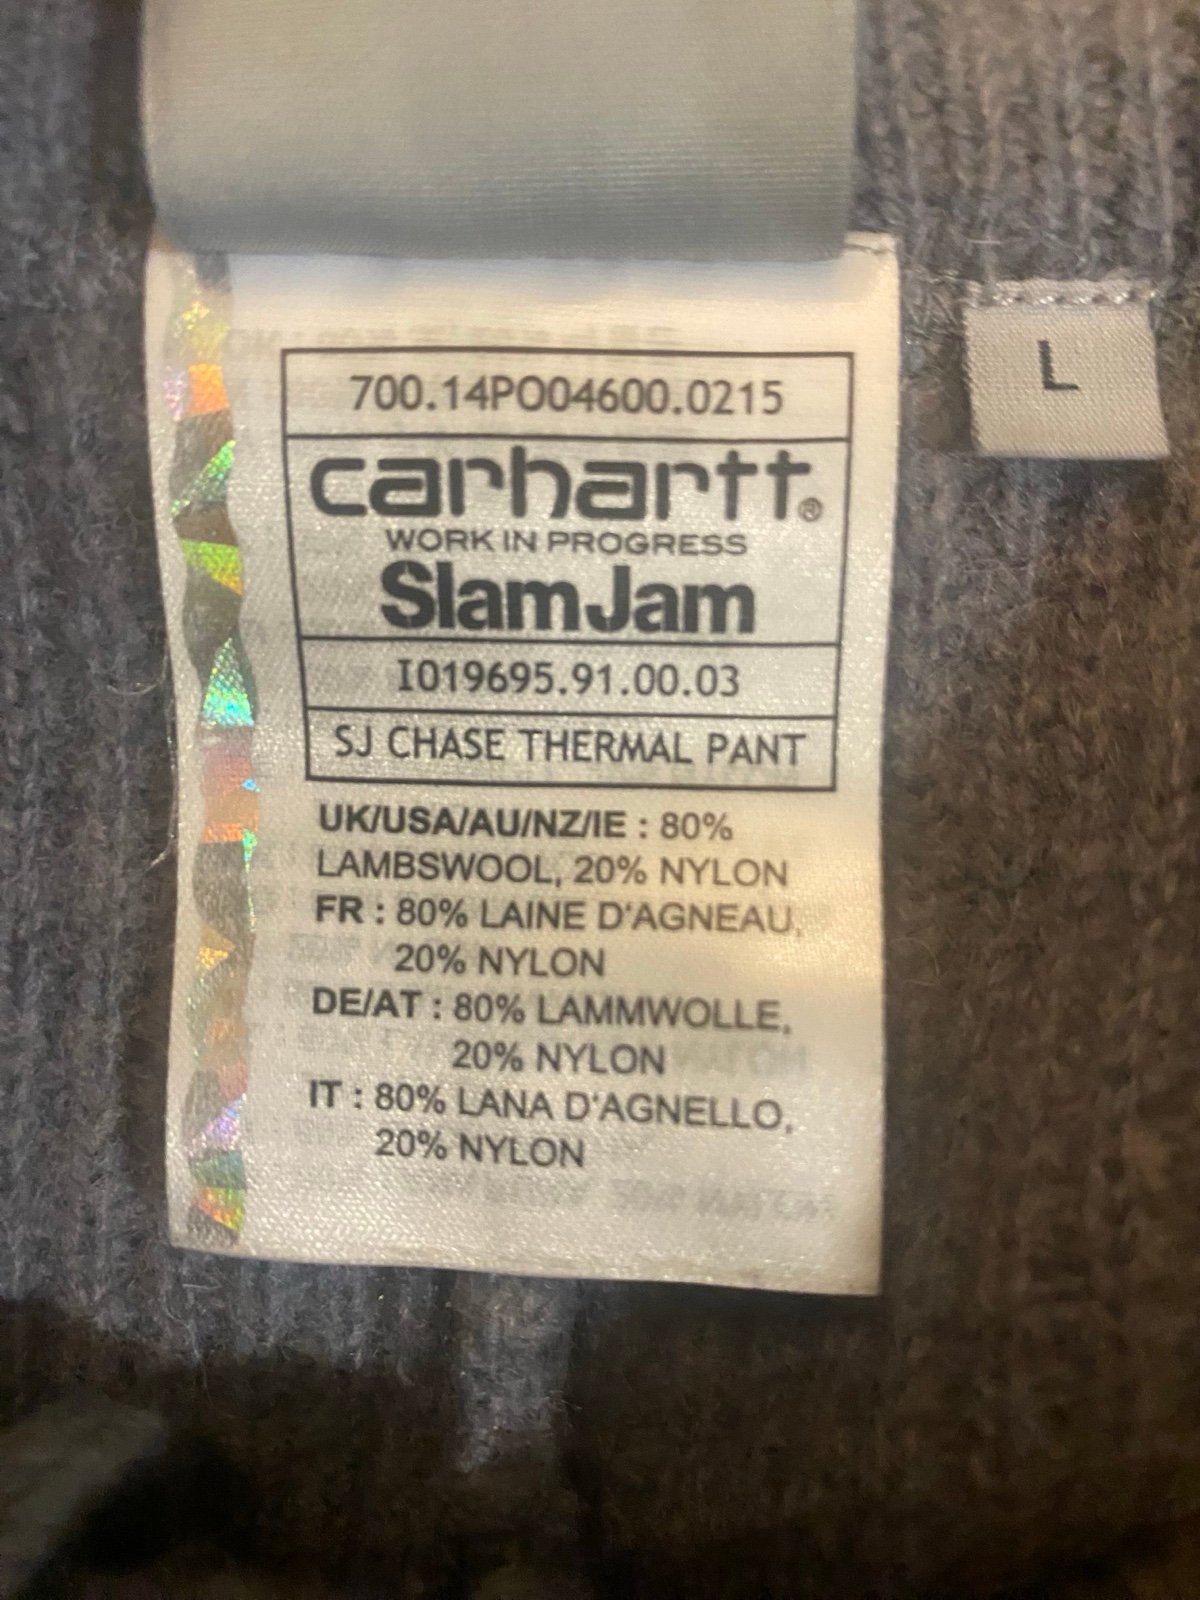 700.14PO04600.0215
carhartt®
WORK IN PROGRESS
SlamJam
I019695.91.00.03
SJ CHASE THERMAL PANT
UK/USA/AU/NZ/IE : 80%
LAMBSWOOL, 20% NYLON
FR : 80% LAINE D'AGNEAU,
20% NYLON
DE/AT : 80% LAMMWOLLE,
20% NYLON
IT : 80% LANA D'AGNELLO,
20% NYLON
L